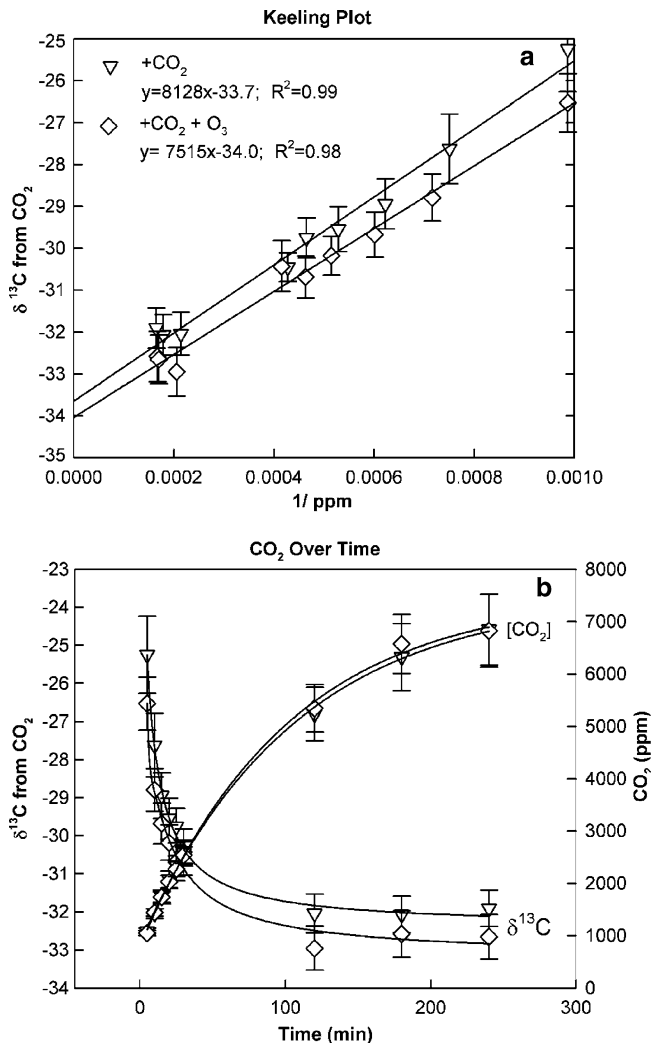 Keeling Plot
a
+CO2
y=8128x-33.7; R2=0.99
+CO2 + O3
y= 7515x-34.0; R2=0.98
δ 13C from CO2
-25
-26
-27
-28
-29
-30
-31
-32
-33
-34
-35
0.0000 0.0002 0.0004 0.0006 0.0008 0.0010
1/ ppm
CO2 Over Time
b
δ13C from CO2
-23
-24
-25
-26
-27
-28
-29
-30
-31
-32
-33
-34
8000
7000
6000
5000
4000
3000
2000
1000
0
CO2 (ppm)
[CO2]
δ13C
0 100 200 300
Time (min)